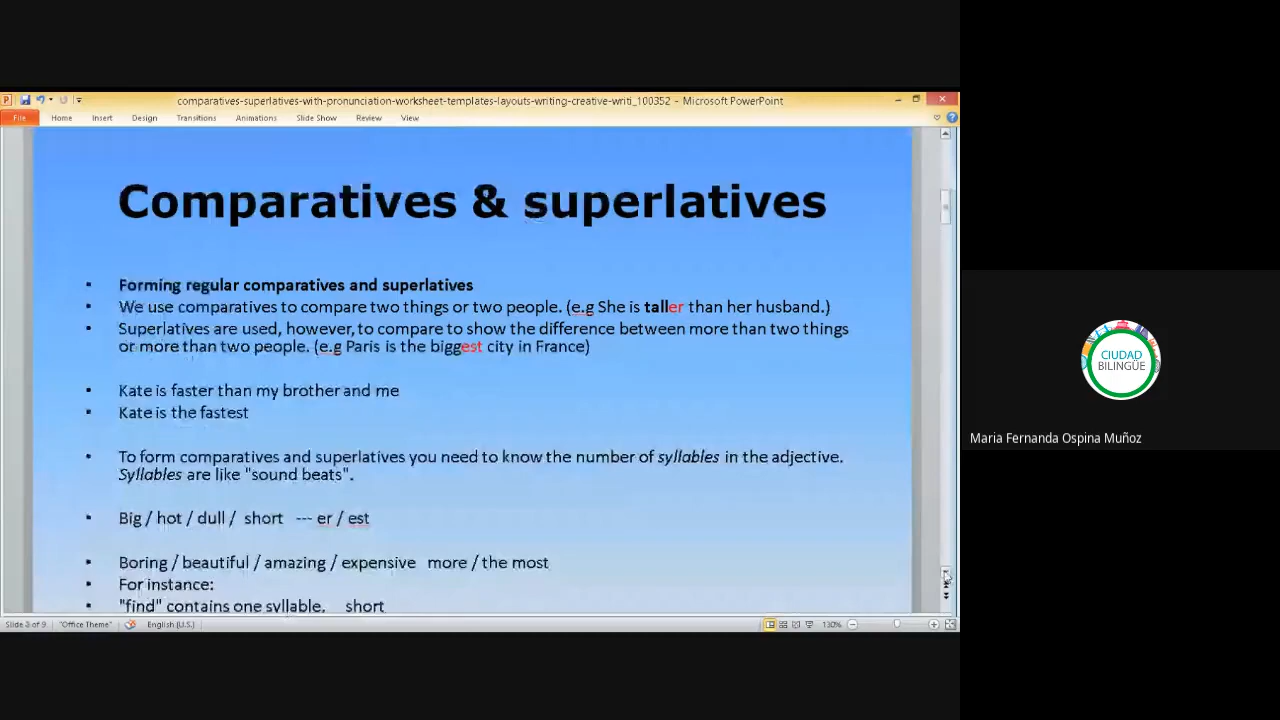 comparatives-superlatives-with-pronunciation-worksheet-templates-layouts-writing-creative-writi_100352 - Microsoft PowerPoint
File Home Insert Design Transitions Animations Slide Show Review View
Comparatives & superlatives
• Forming regular comparatives and superlatives
• We use comparatives to compare two things or two people. (e.g She is taller than her husband.)
• Superlatives are used, however, to compare to show the difference between more than two things
or more than two people. (e.g Paris is the biggest city in France)
• Kate is faster than my brother and me
• Kate is the fastest
• To form comparatives and superlatives you need to know the number of syllables in the adjective.
Syllables are like "sound beats".
• Big / hot / dull / short --- er / est
• Boring / beautiful / amazing / expensive more / the most
• For instance:
• "find" contains one syllable, short
Slide 3 of 9 "Office Theme" English (U.S.) 130%
CIUDAD
BILINGÜE
Maria Fernanda Ospina Muñoz